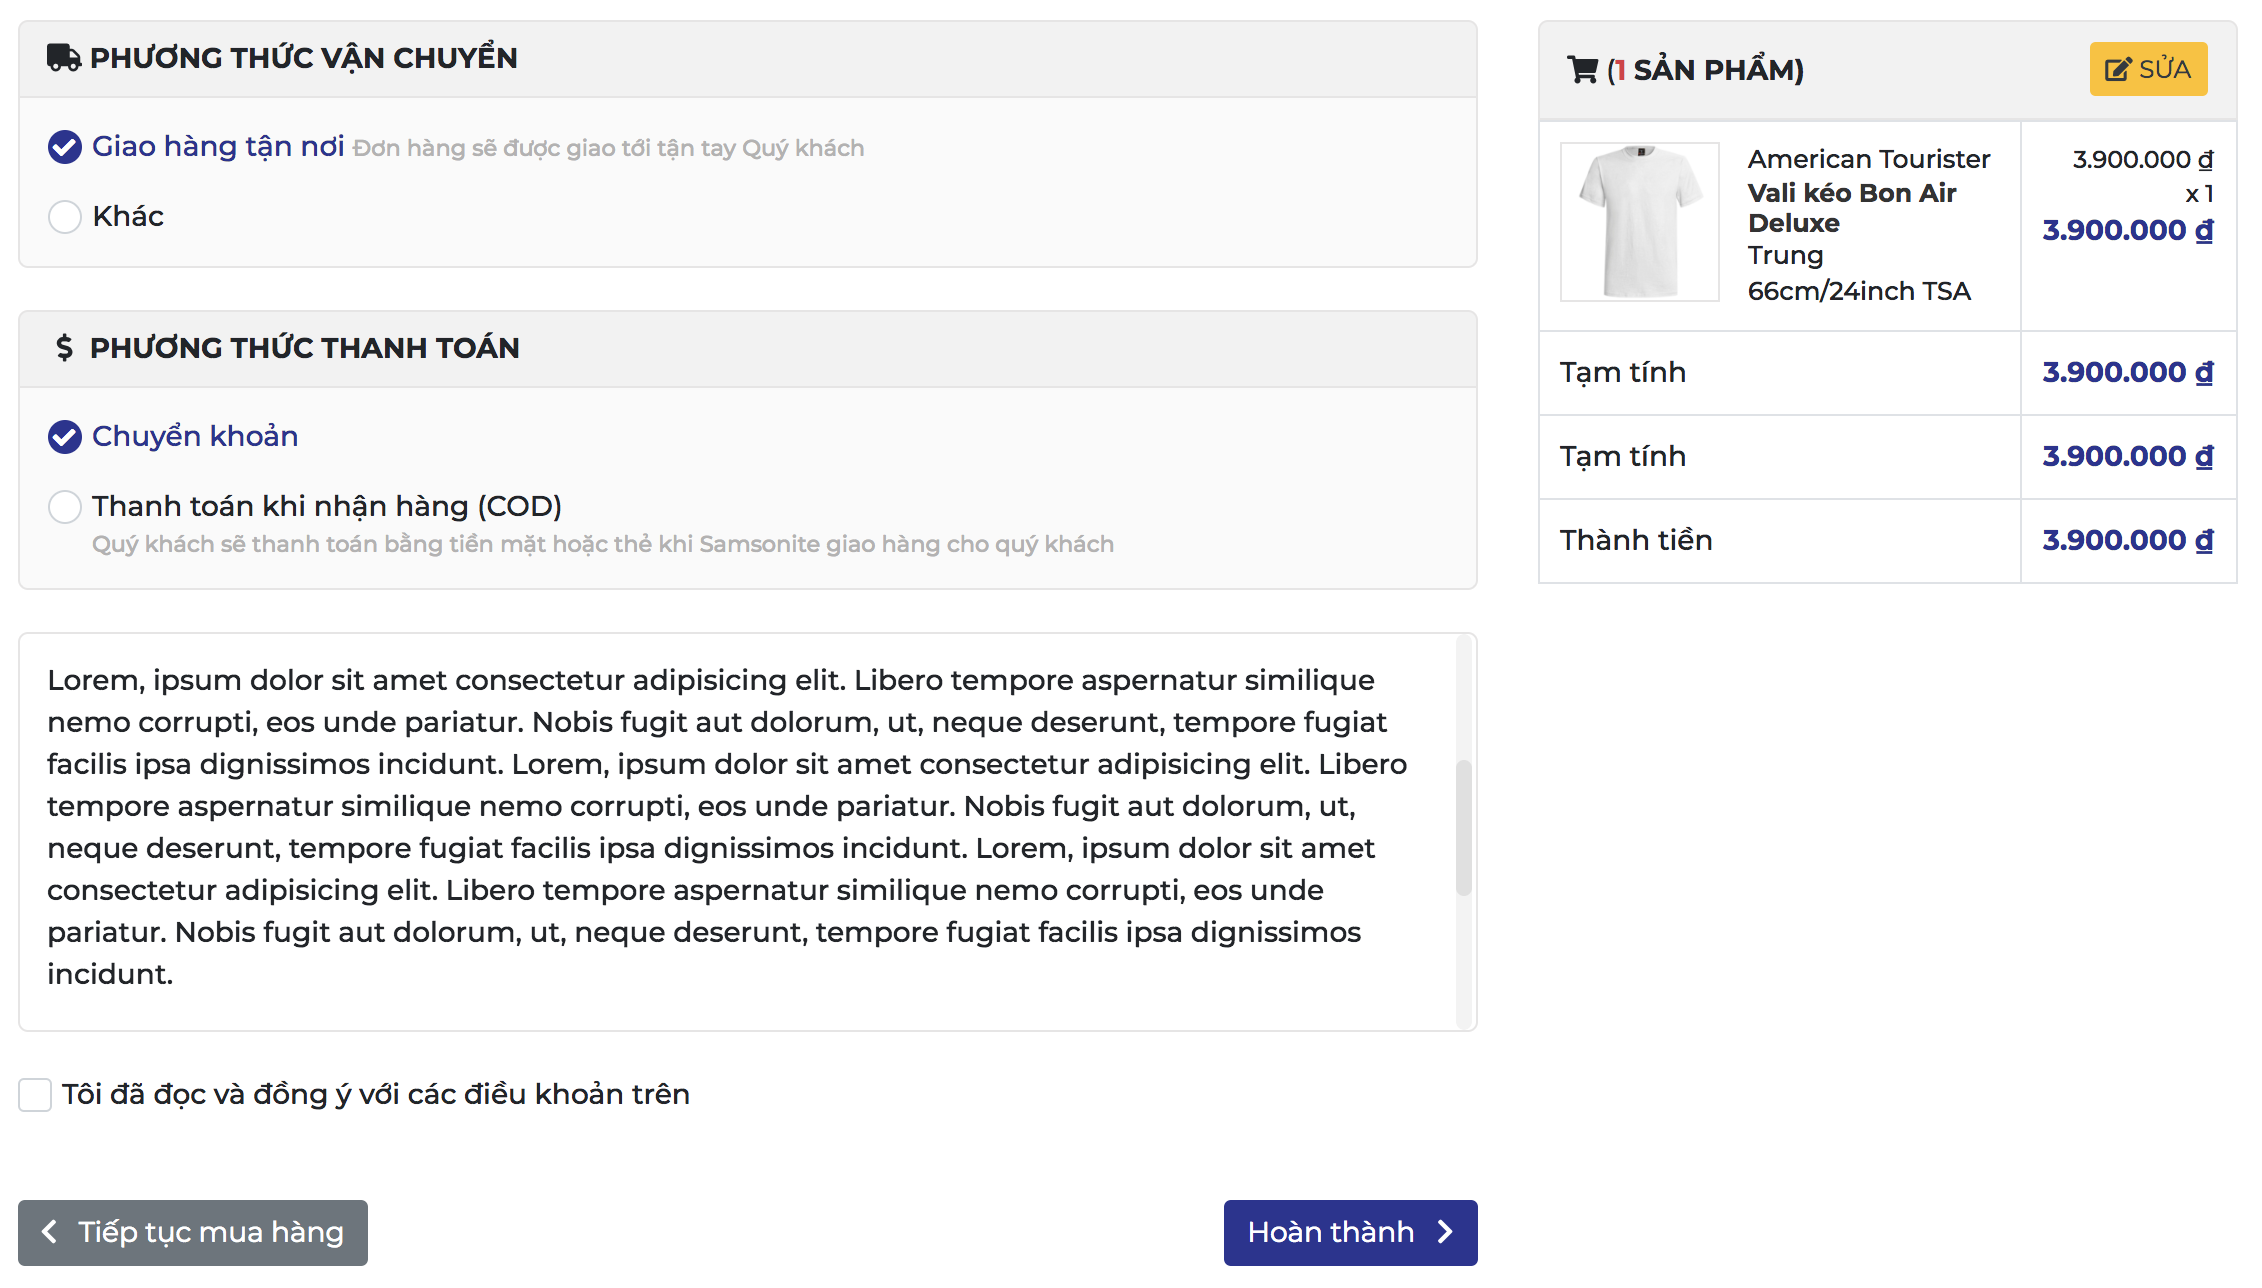 PHƯƠNG THỨC VẬN CHUYỂN
Giao hàng tận nơi Đơn hàng sẽ được giao tới tận tay Quý khách
Khác
PHƯƠNG THỨC THANH TOÁN
Chuyển khoản
Thanh toán khi nhận hàng (COD)
Quý khách sẽ thanh toán bằng tiền mặt hoặc thẻ khi Samsonite giao hàng cho quý khách
Lorem, ipsum dolor sit amet consectetur adipisicing elit. Libero tempore aspernatur similique
nemo corrupti, eos unde pariatur. Nobis fugit aut dolorum, ut, neque deserunt, tempore fugiat
facilis ipsa dignissimos incidunt. Lorem, ipsum dolor sit amet consectetur adipisicing elit. Libero
tempore aspernatur similique nemo corrupti, eos unde pariatur. Nobis fugit aut dolorum, ut,
neque deserunt, tempore fugiat facilis ipsa dignissimos incidunt. Lorem, ipsum dolor sit amet
consectetur adipisicing elit. Libero tempore aspernatur similique nemo corrupti, eos unde
pariatur. Nobis fugit aut dolorum, ut, neque deserunt, tempore fugiat facilis ipsa dignissimos
incidunt.
Tôi đã đọc và đồng ý với các điều khoản trên
Tiếp tục mua hàng
Hoàn thành
(1 SẢN PHẨM)
SỬA
American Tourister
Vali kéo Bon Air
Deluxe
Trung
66cm/24inch TSA
3.900.000 ₫
x 1
3.900.000 ₫
Tạm tính 3.900.000 ₫
Tạm tính 3.900.000 ₫
Thành tiền 3.900.000 ₫